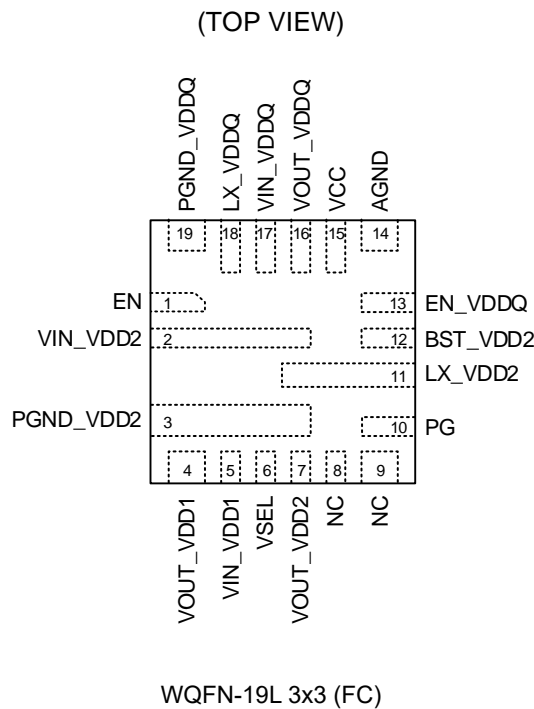 (TOP VIEW)
PGND_VDDQ
LX_VDDQ
VIN_VDDQ
VOUT_VDDQ
VCC
AGND
19
18
17
16
15
14
EN
1
13
EN_VDDQ
VIN_VDD2
2
12
BST_VDD2
11
LX_VDD2
PGND_VDD2
3
10
PG
4
5
6
7
8
9
VOUT_VDD1
VIN_VDD1
VSEL
VOUT_VDD2
NC
NC
WQFN-19L 3x3 (FC)